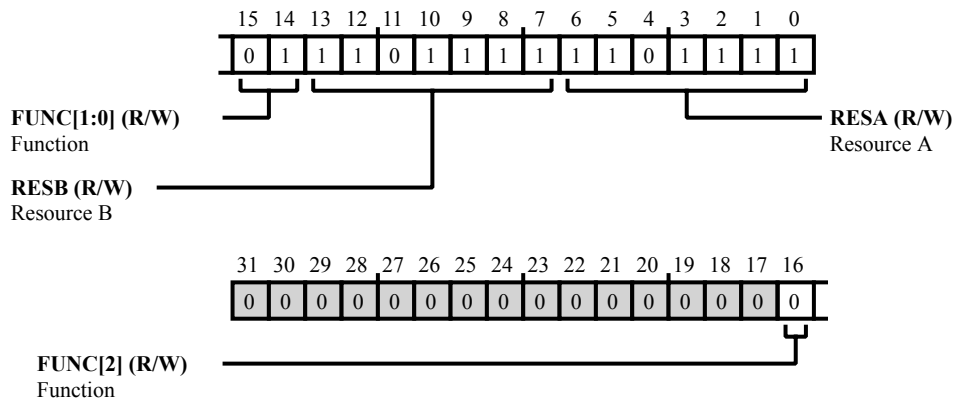 15 14 13 12 11 10 9 8 7 6 5 4 3 2 1 0
0 1 1 1 0 1 1 1 1 1 1 0 1 1 1 1
FUNC[1:0] (R/W)
Function
RESA (R/W)
Resource A
RESB (R/W)
Resource B
31 30 29 28 27 26 25 24 23 22 21 20 19 18 17 16
0 0 0 0 0 0 0 0 0 0 0 0 0 0 0 0
FUNC[2] (R/W)
Function